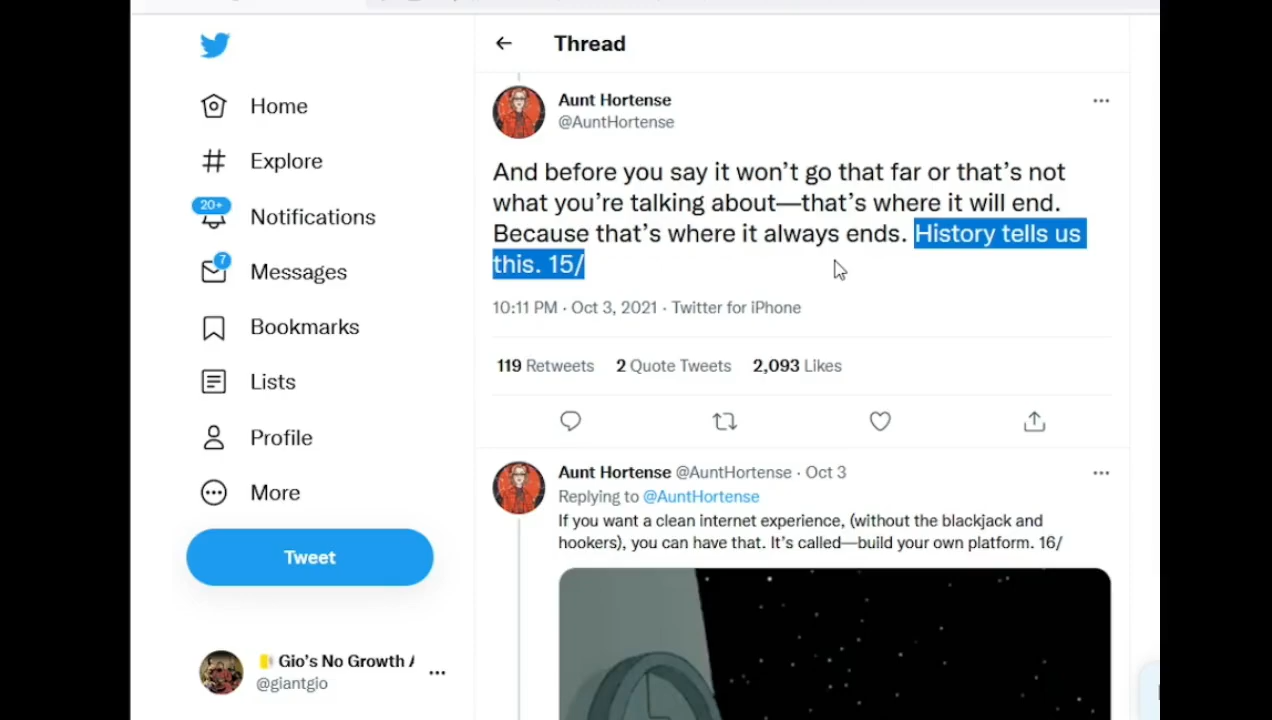 Thread
Home
Explore
20+
Notifications
7
Messages
Bookmarks
Lists
Profile
More
Tweet
Gio's No Growth
@giantgio
Aunt Hortense
@AuntHortense
And before you say it won't go that far or that's not
what you're talking about—that's where it will end.
Because that's where it always ends. History tells us
this. 15/
10:11 PM · Oct 3, 2021 · Twitter for iPhone
119 Retweets 2 Quote Tweets 2,093 Likes
Aunt Hortense @AuntHortense · Oct 3
Replying to @AuntHortense
If you want a clean internet experience, (without the blackjack and
hookers), you can have that. It's called—build your own platform. 16/